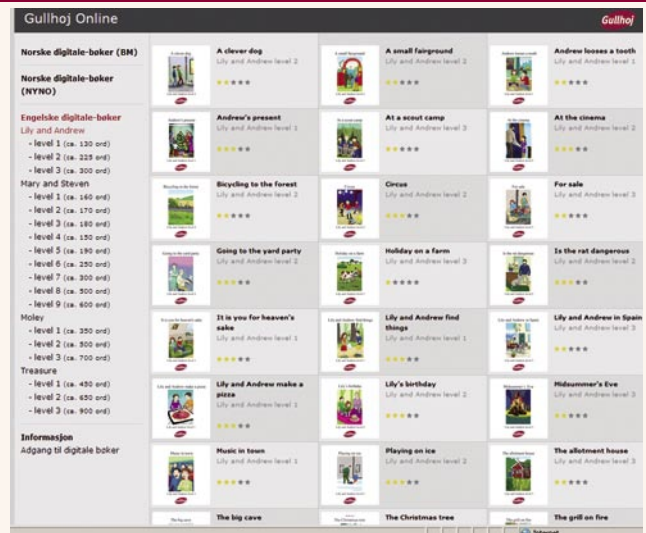 Gullhoj Online
Gullhoj
Norske digitale-bøker (BM)
Norske digitale-bøker
(NYNO)
Engelske digitale-bøker
Lily and Andrew
- level 1 (ca. 130 ord)
- level 2 (ca. 225 ord)
- level 3 (ca. 300 ord)
Mary and Steven
- level 1 (ca. 160 ord)
- level 2 (ca. 170 ord)
- level 3 (ca. 180 ord)
- level 4 (ca. 150 ord)
- level 5 (ca. 190 ord)
- level 6 (ca. 250 ord)
- level 7 (ca. 300 ord)
- level 8 (ca. 500 ord)
- level 9 (ca. 600 ord)
Moley
- level 1 (ca. 350 ord)
- level 2 (ca. 500 ord)
- level 3 (ca. 700 ord)
Treasure
- level 1 (ca. 450 ord)
- level 2 (ca. 650 ord)
- level 3 (ca. 900 ord)
Informasjon
Adgang til digitale bøker
A clever dog
Lily and Andrew level 2
A small fairground
Lily and Andrew level 2
Andrew looses a tooth
Lily and Andrew level 1
Andrew's present
Lily and Andrew level 1
At a scout camp
Lily and Andrew level 3
At the cinema
Lily and Andrew level 2
Bicycling to the forest
Lily and Andrew level 2
Circus
Lily and Andrew level 2
For sale
Lily and Andrew level 3
Going to the yard party
Lily and Andrew level 2
Holiday on a farm
Lily and Andrew level 3
Is the rat dangerous
Lily and Andrew level 2
It is you for heaven's
sake
Lily and Andrew level 1
Lily and Andrew find
things
Lily and Andrew level 1
Lily and Andrew in Spain
Lily and Andrew level 3
Lily and Andrew make a
pizza
Lily and Andrew level 1
Lily's birthday
Lily and Andrew level 2
Midsummer's Eve
Lily and Andrew level 3
Music in town
Lily and Andrew level 1
Playing on ice
Lily and Andrew level 2
The allotment house
Lily and Andrew level 3
The big cave
The Christmas tree
The grill on fire
Internet